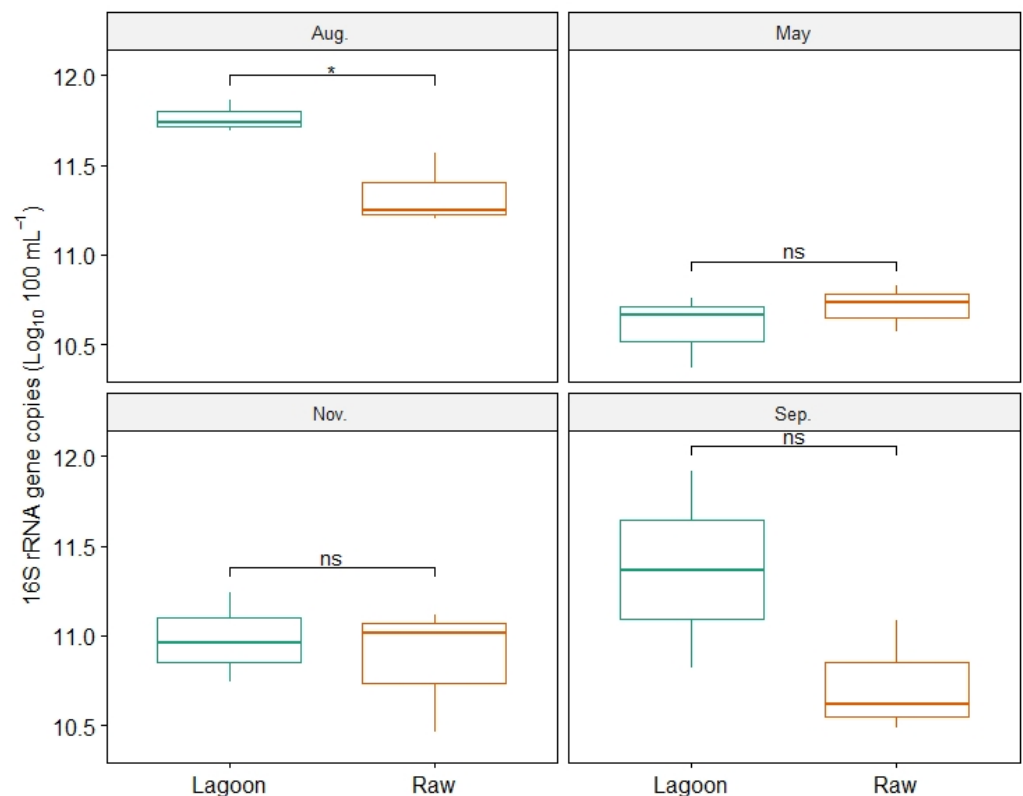 16S rRNA gene copies (Log₁₀ 100 mL⁻¹)
Aug.
May
12.0
11.5
11.0
10.5
*
ns
Nov.
Sep.
12.0
11.5
11.0
10.5
ns
ns
Lagoon
Raw
Lagoon
Raw